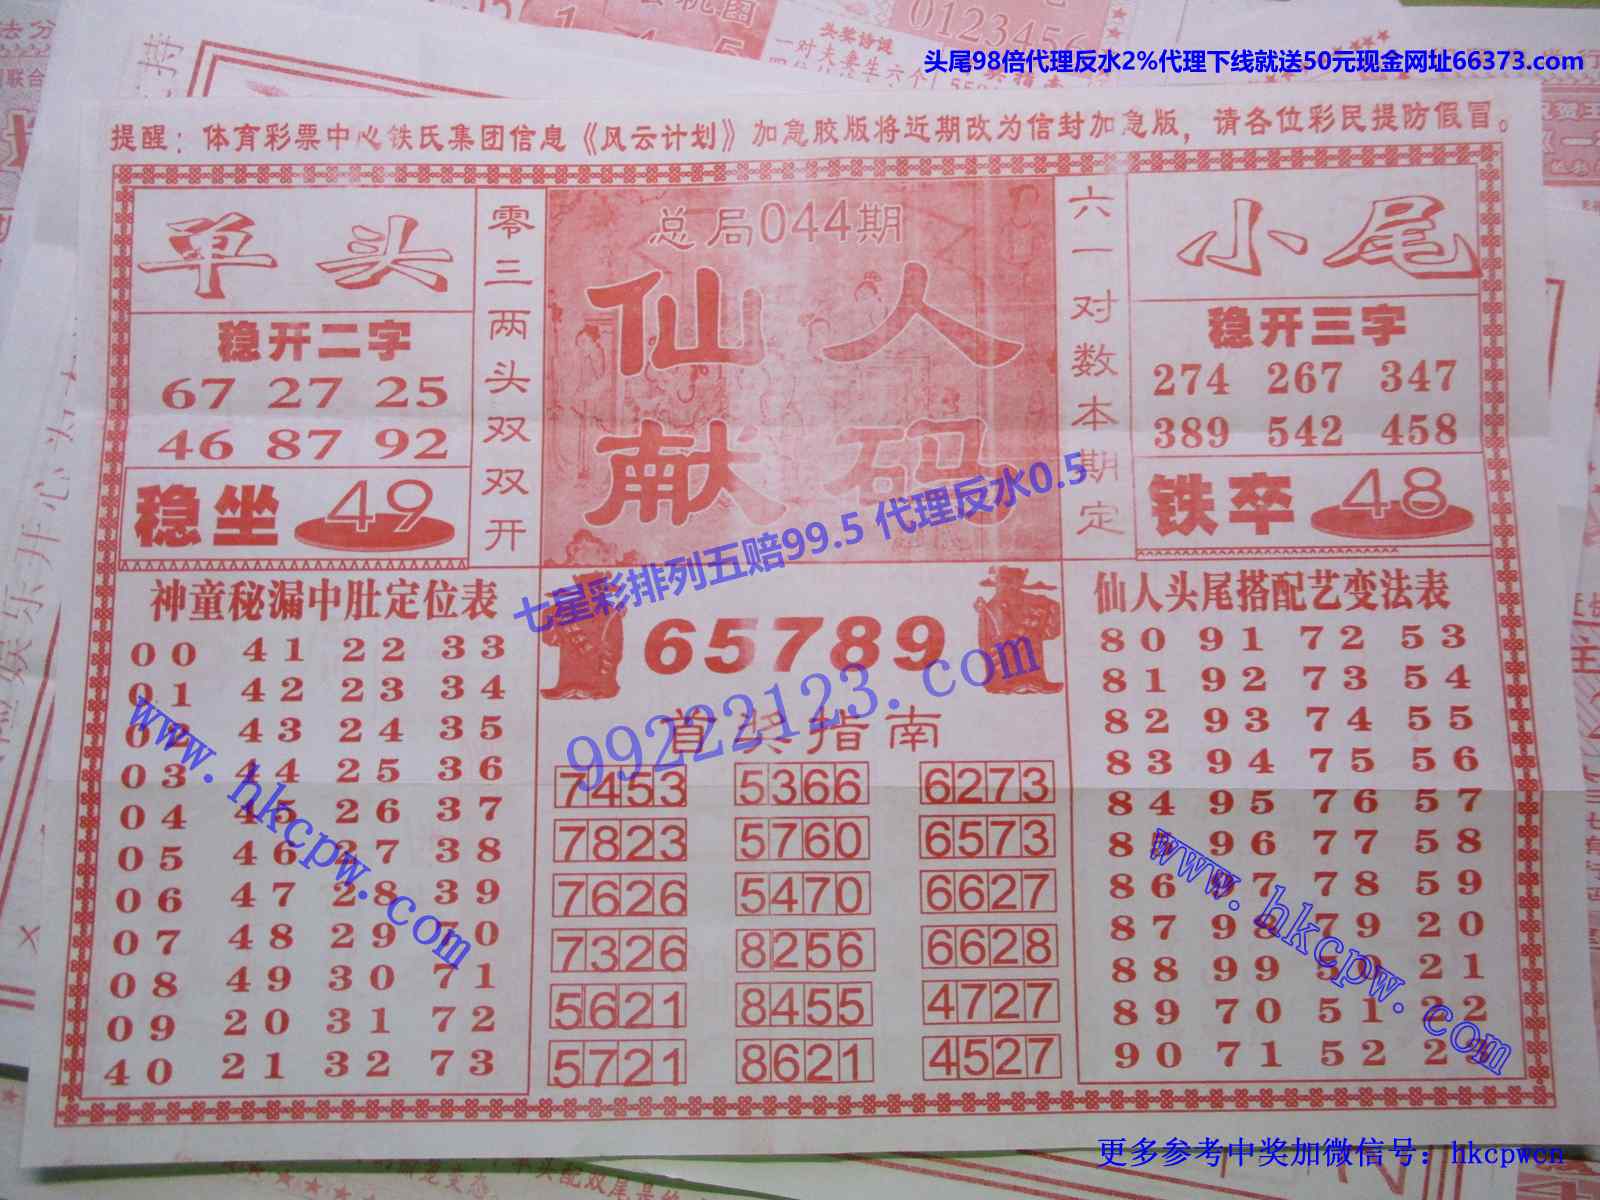 头尾98倍代理反水2%代理下线就送50元现金网址66373.com
提醒：体育彩票中心铁氏集团信息《风云计划》加急胶版将近期改为信封加急版，请各位彩民提防假冒。
单头
稳开二字
67 27 25
46 87 92
稳坐 49
零三两头双双开
总局044期
仙人
献码
六一对数本期定
小尾
稳开三字
274 267 347
389 542 458
铁卒 48
七星彩排列五赔99.5 代理反水0.5
99222123.com
神童秘漏中肚定位表
00 41 22 33
01 42 23 34
02 43 24 35
03 44 25 36
04 45 26 37
05 46 27 38
06 47 28 39
07 48 29 70
08 49 30 71
09 20 31 72
40 21 32 73
www.hkcpw.com
65789
首奖指南
7453 5366 6273
7823 5760 6573
7626 5470 6627
7326 8256 6628
5621 8455 4727
5721 8621 4527
仙人头尾搭配艺变法表
80 91 72 53
81 92 73 54
82 93 74 55
83 94 75 56
84 95 76 57
85 96 77 58
86 97 78 59
87 98 79 20
88 99 50 21
89 70 51 22
90 71 52 2
www.hkcpw.com
更多参考中奖加微信号：hkcpwcn